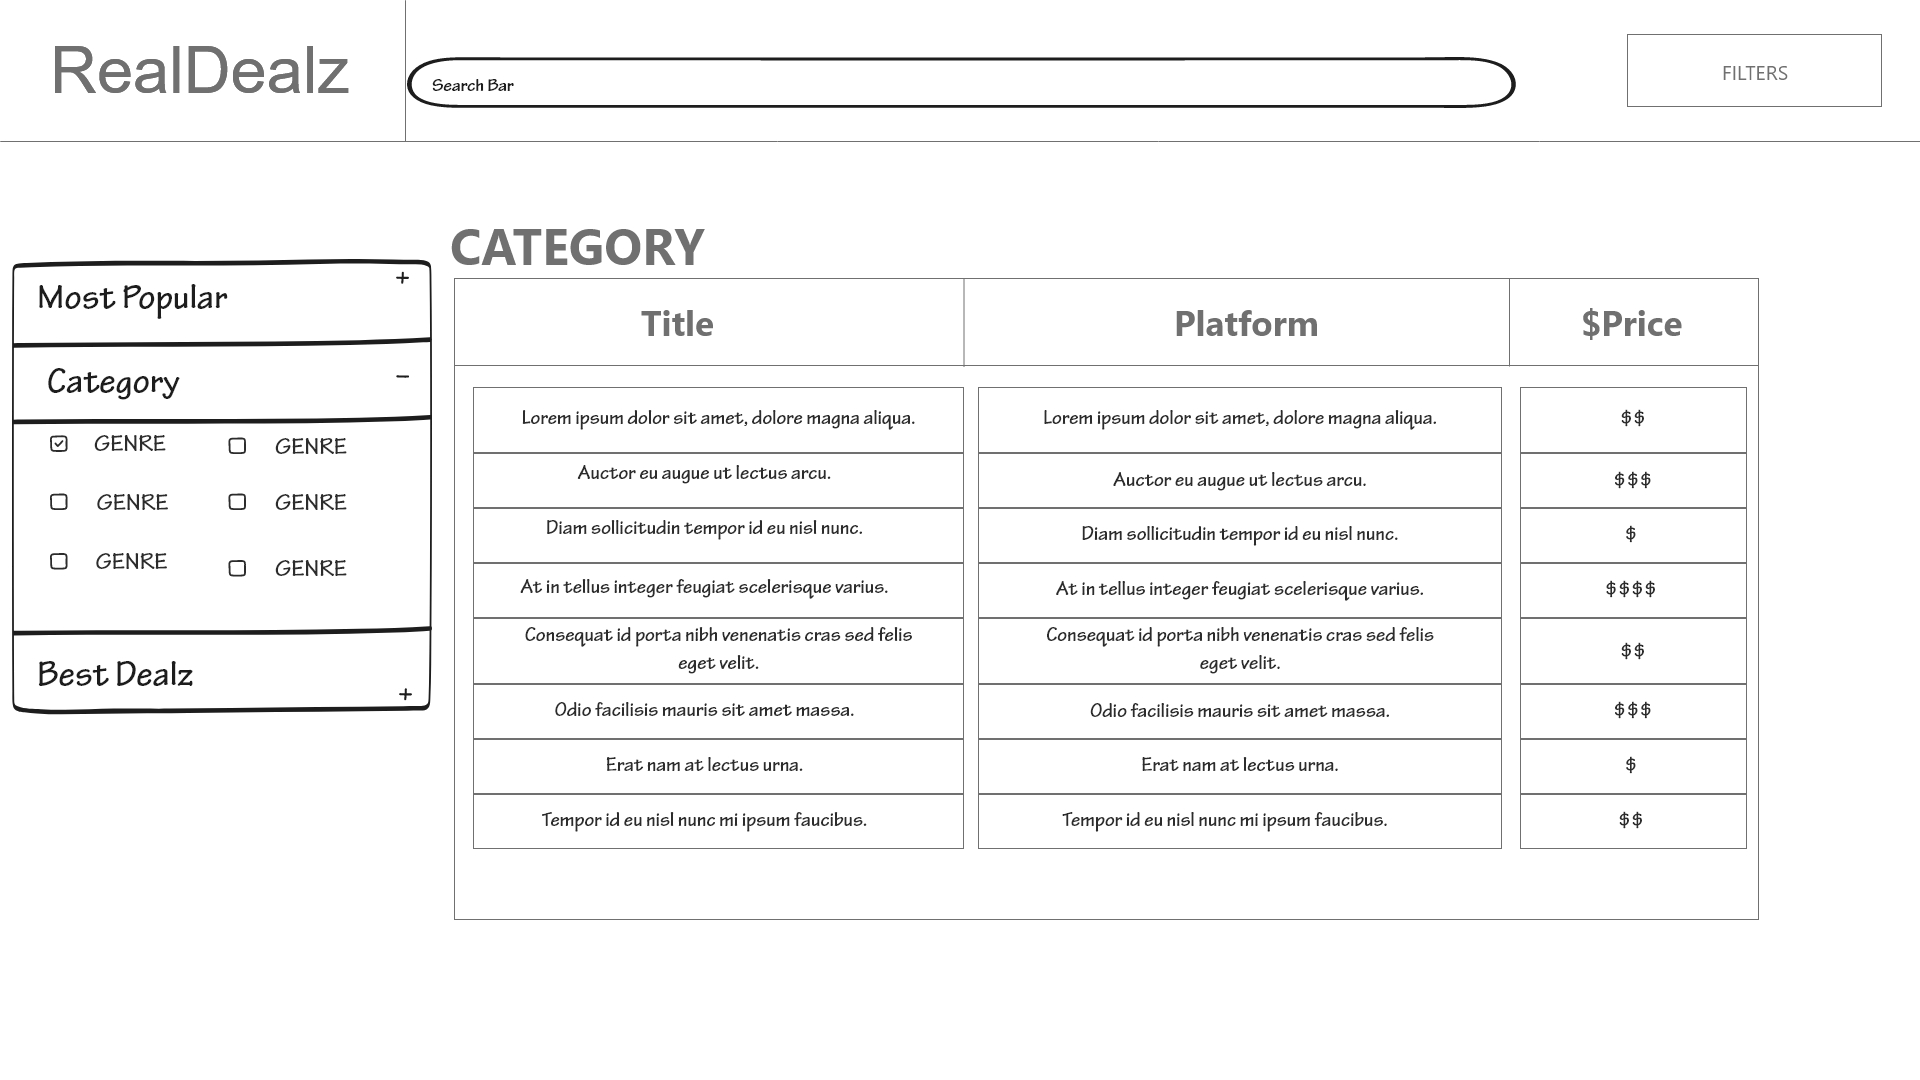 RealDealz
Search Bar
FILTERS
CATEGORY
Most Popular
+
Category
–
GENRE GENRE
GENRE GENRE
GENRE GENRE
Best Dealz
+
Title Platform $Price
Lorem ipsum dolor sit amet, dolore magna aliqua. Lorem ipsum dolor sit amet, dolore magna aliqua. $$
Auctor eu augue ut lectus arcu. Auctor eu augue ut lectus arcu. $$$
Diam sollicitudin tempor id eu nisl nunc. Diam sollicitudin tempor id eu nisl nunc. $
At in tellus integer feugiat scelerisque varius. At in tellus integer feugiat scelerisque varius. $$$$
Consequat id porta nibh venenatis cras sed felis
eget velit.
Consequat id porta nibh venenatis cras sed felis
eget velit.
$$
Odio facilisis mauris sit amet massa. Odio facilisis mauris sit amet massa. $$$
Erat nam at lectus urna. Erat nam at lectus urna. $
Tempor id eu nisl nunc mi ipsum faucibus. Tempor id eu nisl nunc mi ipsum faucibus. $$